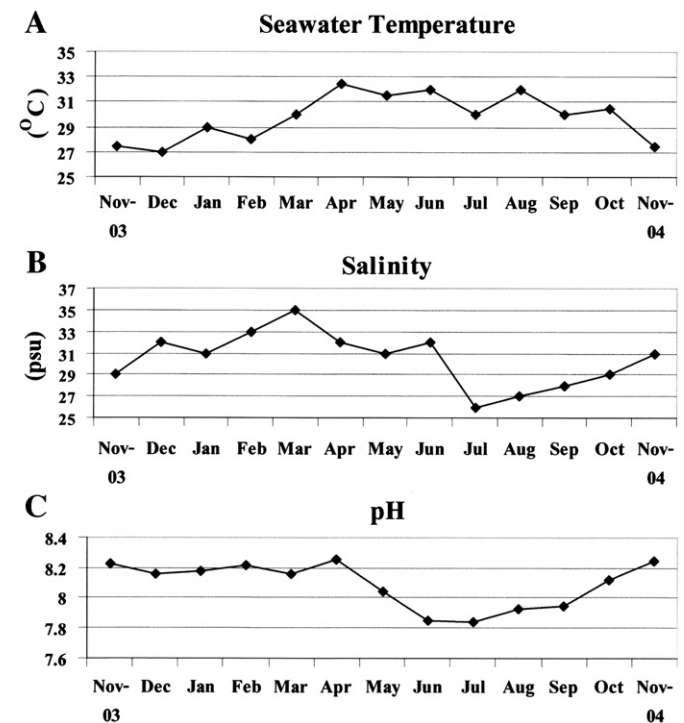 A Seawater Temperature
35
33
31
29
27
25
(°C)
Nov- Dec Jan Feb Mar Apr May Jun Jul Aug Sep Oct Nov-
03 04
B Salinity
37
35
33
31
29
27
25
(psu)
Nov- Dec Jan Feb Mar Apr May Jun Jul Aug Sep Oct Nov-
03 04
C pH
8.4
8.2
8
7.8
7.6
Nov- Dec Jan Feb Mar Apr May Jun Jul Aug Sep Oct Nov-
03 04